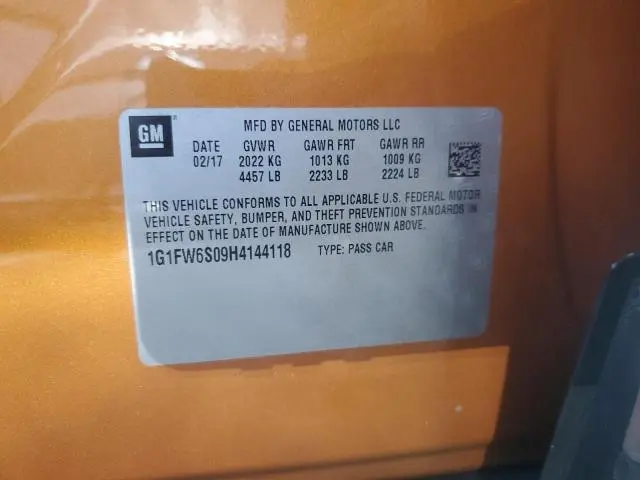 GM
MFD BY GENERAL MOTORS LLC
DATE GVWR GAWR FRT GAWR RR
02/17 2022 KG 1013 KG 1009 KG
4457 LB 2233 LB 2224 LB
THIS VEHICLE CONFORMS TO ALL APPLICABLE U.S. FEDERAL MOTOR
VEHICLE SAFETY, BUMPER, AND THEFT PREVENTION STANDARDS IN
EFFECT ON THE DATE OF MANUFACTURE SHOWN ABOVE.
1G1FW6S09H4144118 TYPE: PASS CAR